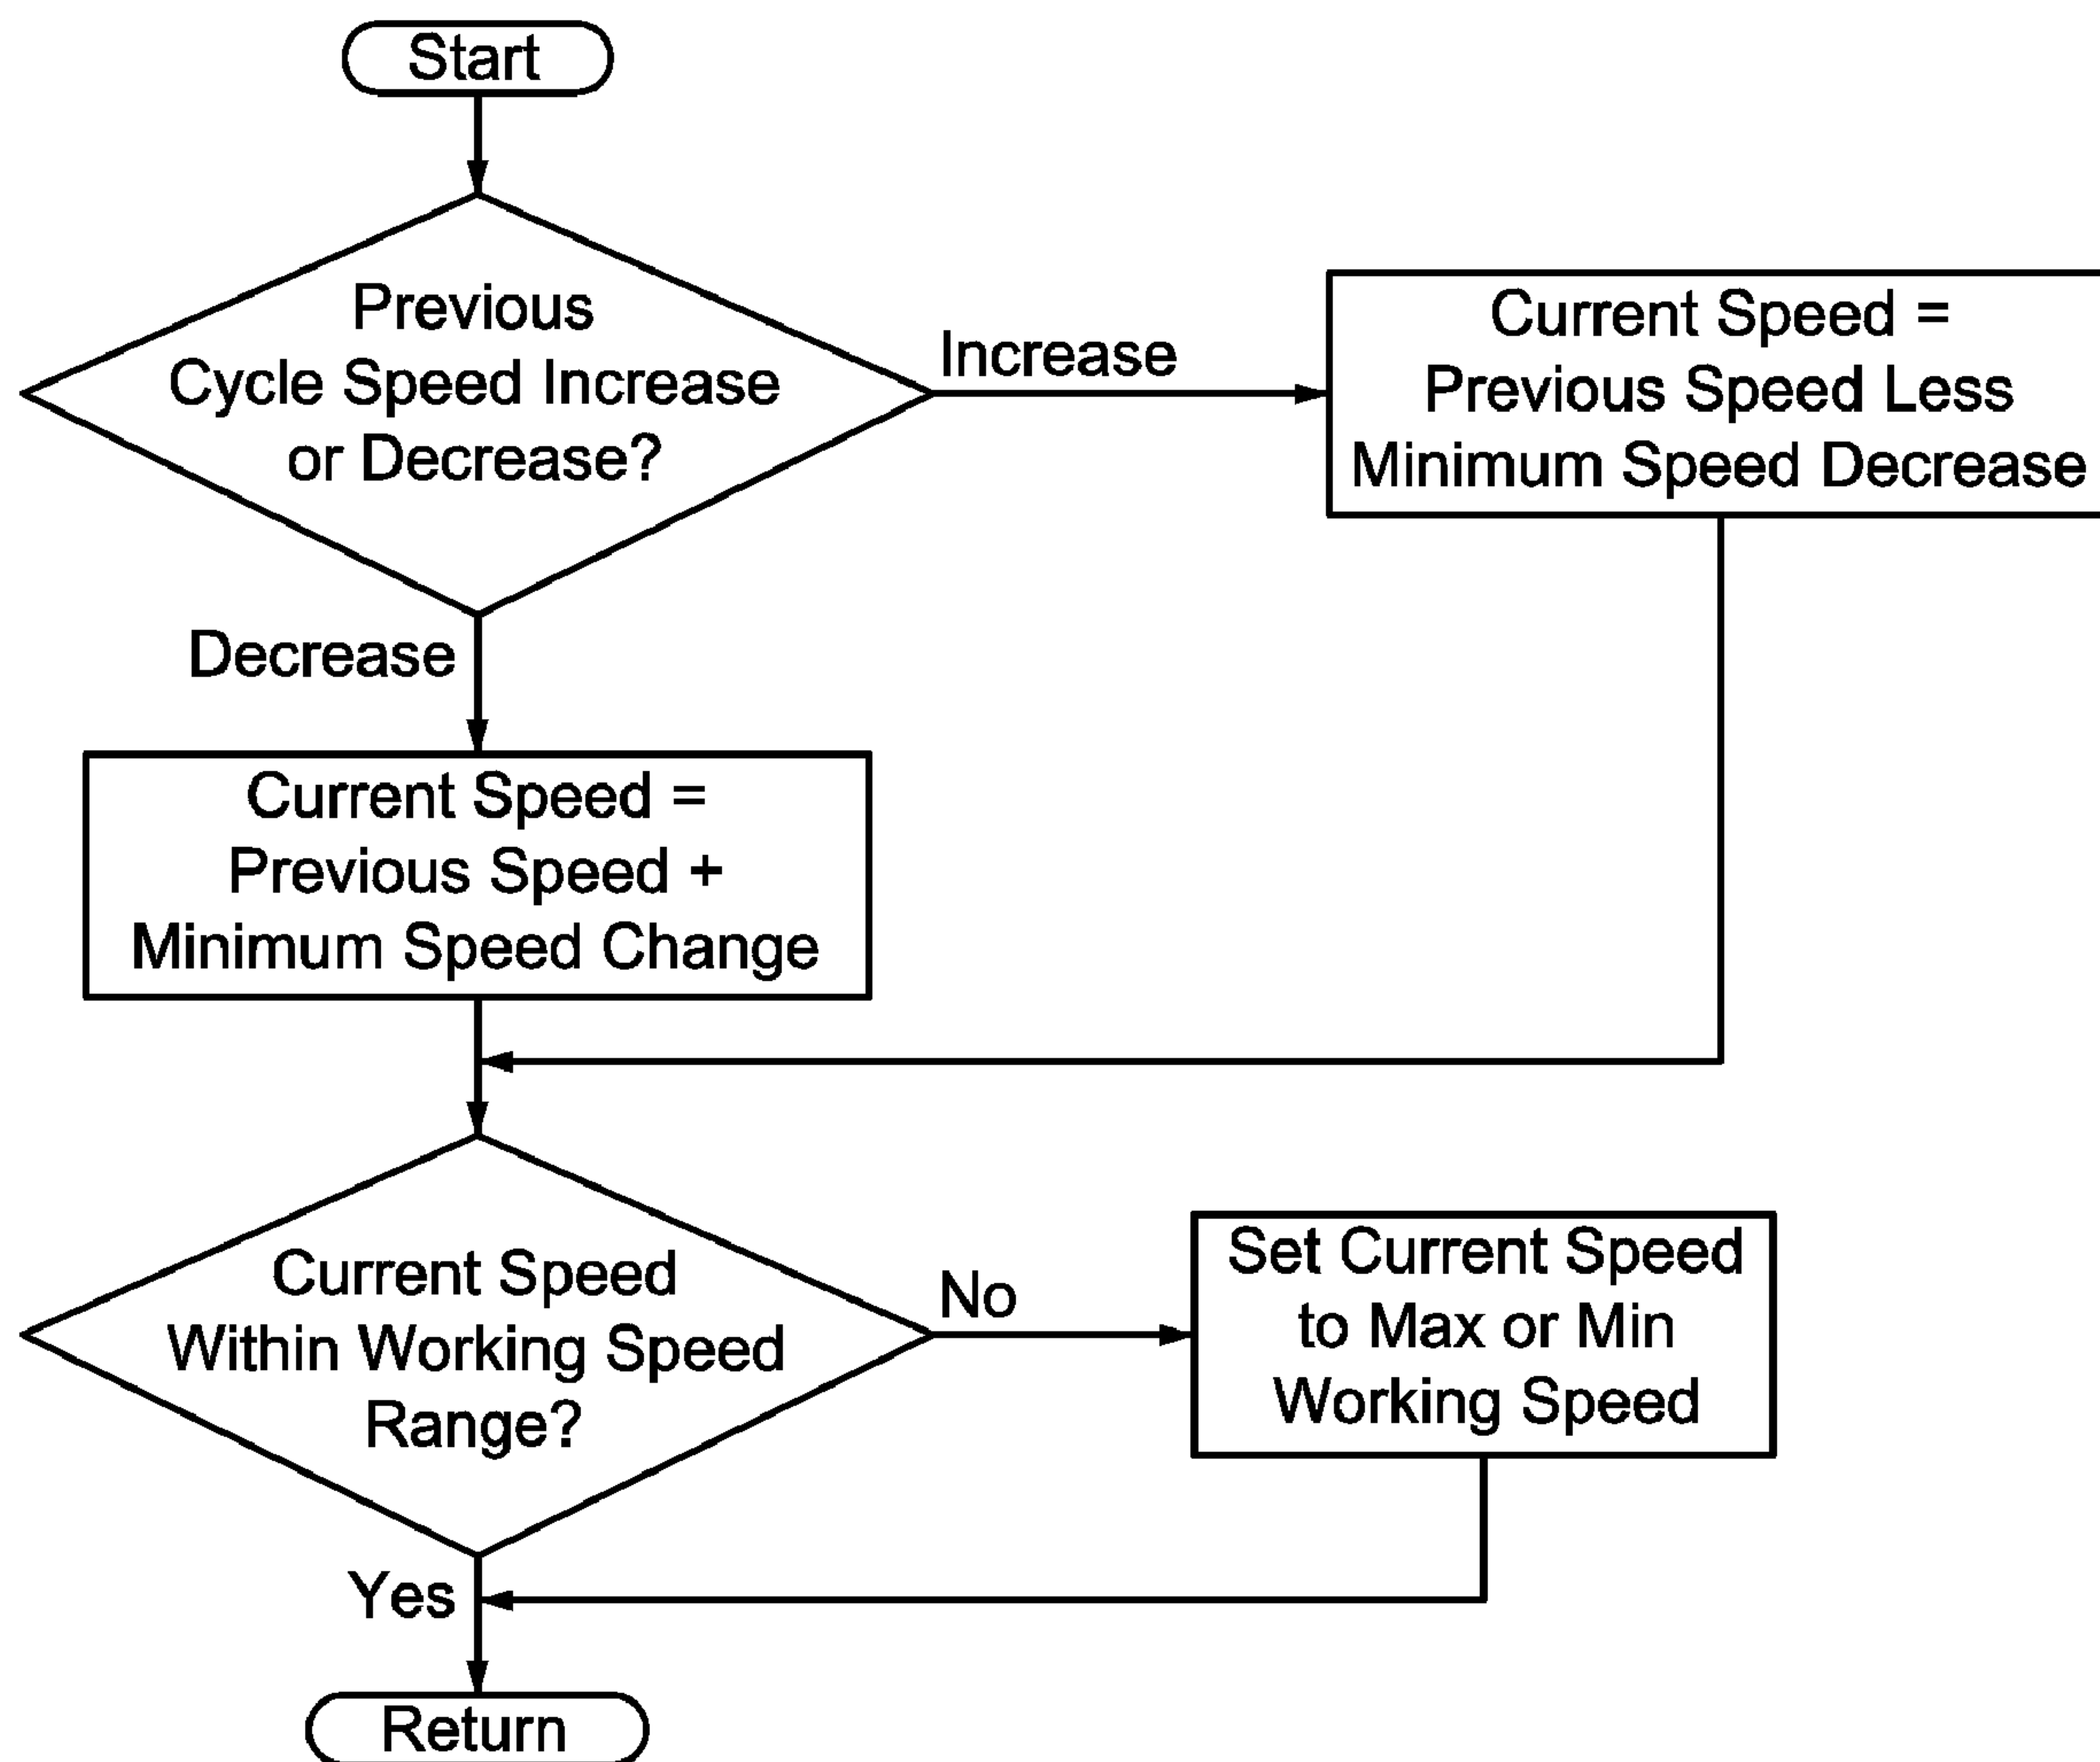 Start
Previous
Cycle Speed Increase
or Decrease?
Increase
Current Speed =
Previous Speed Less
Minimum Speed Decrease
Decrease
Current Speed =
Previous Speed +
Minimum Speed Change
Current Speed
Within Working Speed
Range?
No
Set Current Speed
to Max or Min
Working Speed
Yes
Return